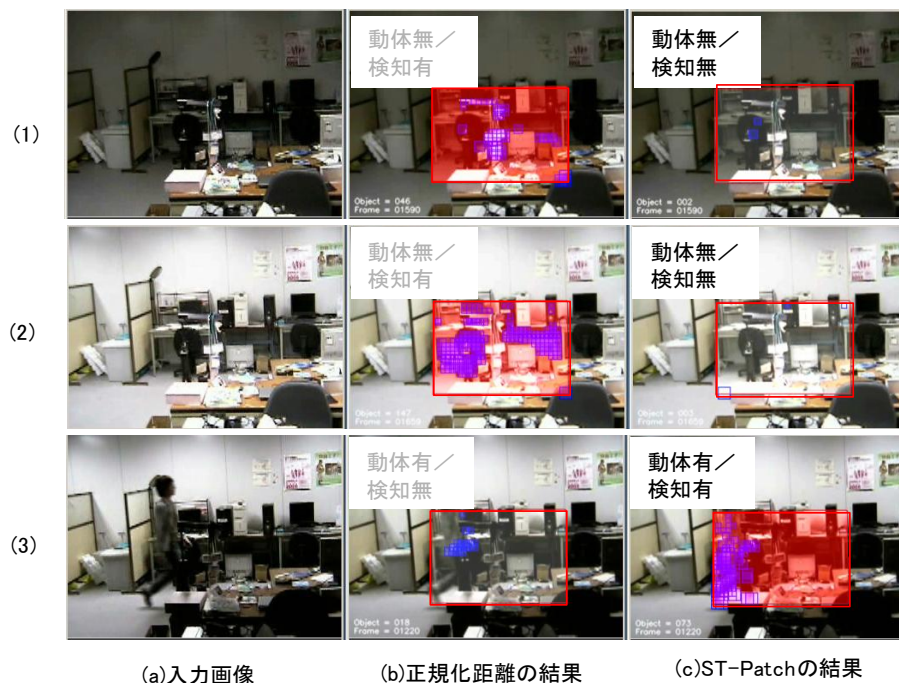 (1)
動体無／
検知有
Object = 046
Frame = 01590
動体無／
検知無
Object = 002
Frame = 01590
(2)
動体無／
検知有
Object = 147
Frame = 01650
動体無／
検知無
Object = 003
Frame = 01650
(3)
動体有／
検知無
Object = 018
Frame = 01220
動体有／
検知有
Object = 073
Frame = 01220
(a)入力画像
(b)正規化距離の結果
(c)ST-Patchの結果